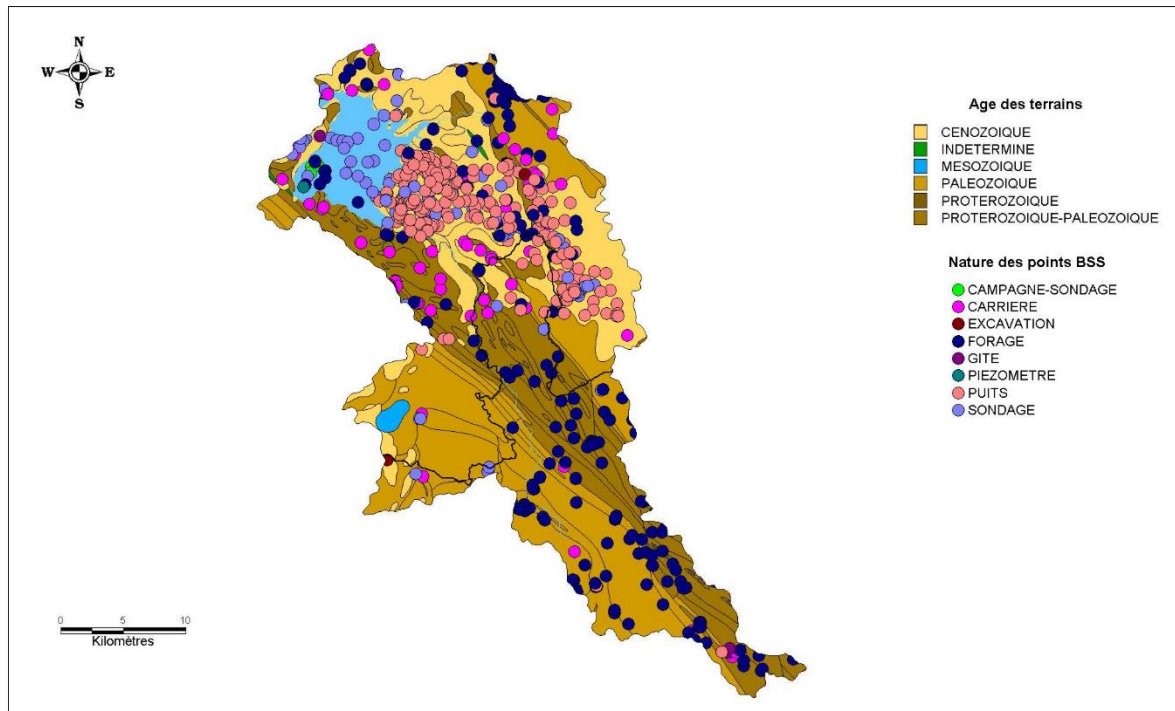 N
W E
S
Age des terrains
CENOZOIQUE
INDETERMINE
MESOZOIQUE
PALEOZOIQUE
PROTEROZOIQUE
PROTEROZOIQUE-PALEOZOIQUE
Nature des points BSS
CAMPAGNE-SONDAGE
CARRIERE
EXCAVATION
FORAGE
GITE
PIEZOMETRE
PUITS
SONDAGE
0 5 10
Kilomètres